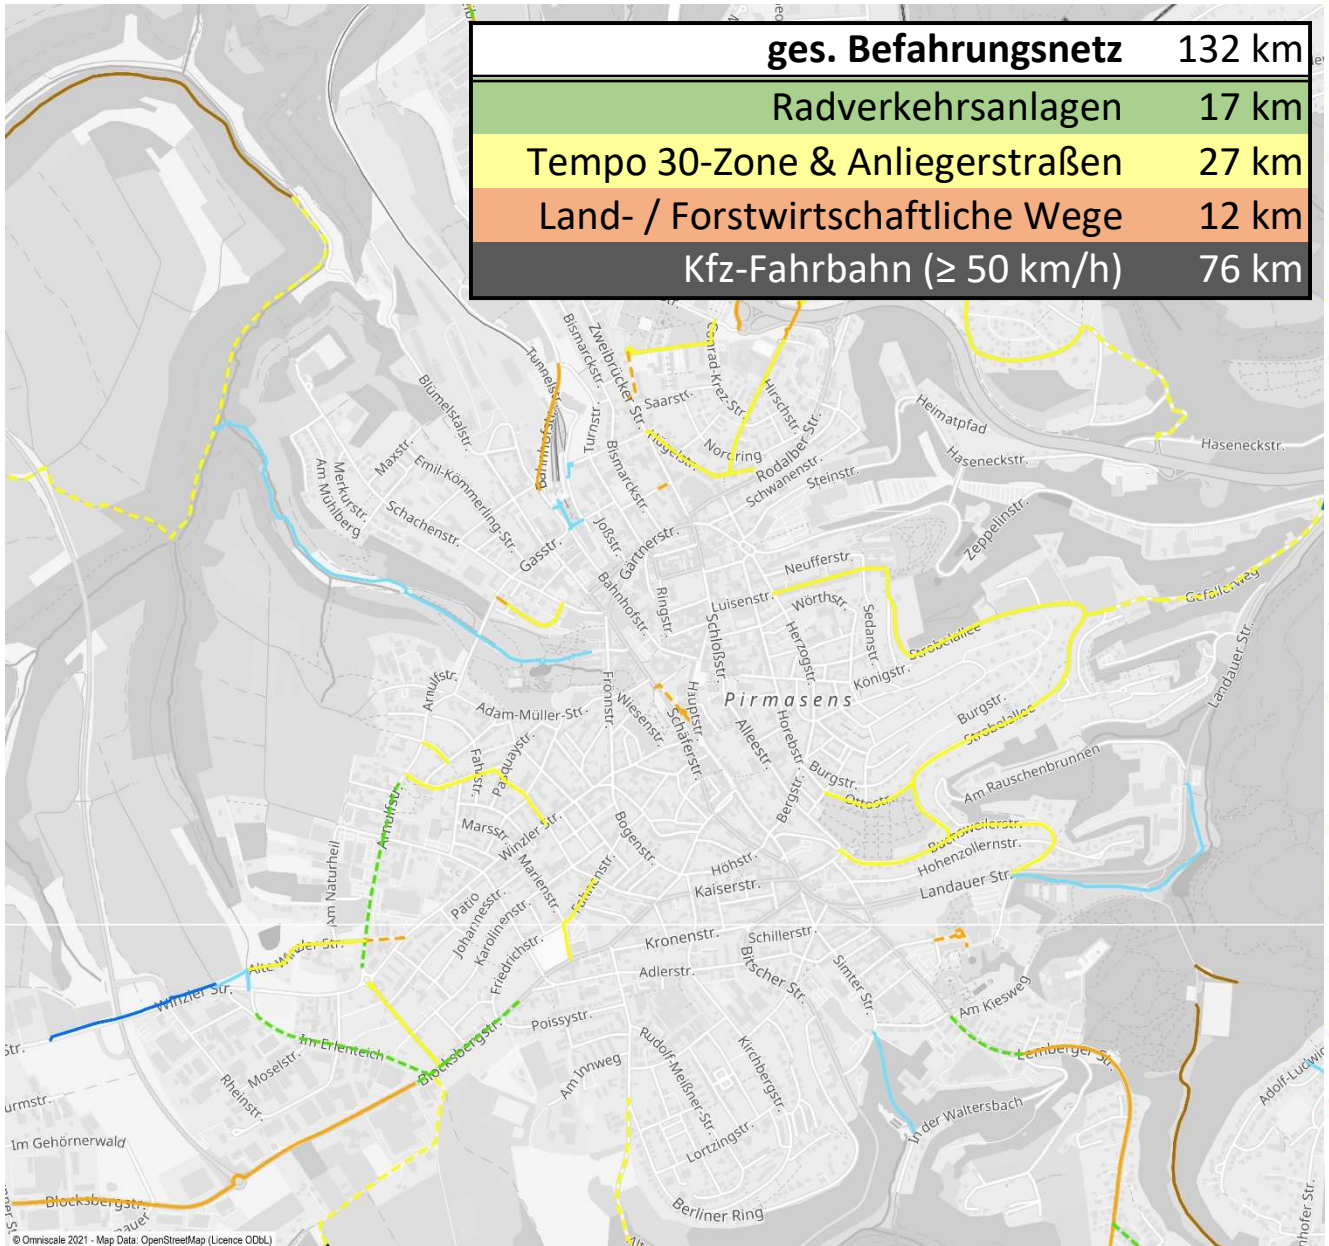 ges. Befahrungsnetz 132 km
Radverkehrsanlagen 17 km
Tempo 30-Zone & Anliegerstraßen 27 km
Land- / Forstwirtschaftliche Wege 12 km
Kfz-Fahrbahn (≥ 50 km/h) 76 km
Bismarckstr.
Zweibrücker Str.
Conrad-Krez-Str.
Tunnelstr.
Blümelstalstr.
Bahnhofstr.
Turnstr.
Saarstr.
Hirschstr.
Heimatpfad
Haseneckstr.
Haseneckstr.
Maxstr.
Emil-Kömmerling-Str.
Bismarckstr.
Hügelstr.
Nordring
Rodalber Str.
Schwanenstr.
Steinstr.
Merkurstr.
Am Mühlberg
Schachenstr.
Gasstr.
Joßstr.
Gärtnerstr.
Zeppelinstr.
Neufferstr.
Bahnhofstr.
Ringstr.
Luisenstr.
Wörthstr.
Sedanstr.
Gefällerweg
Schloßstr.
Herzogstr.
Strobelallee
Landauer Str.
Königstr.
Arnulfstr.
Fröhnstr.
Wiesenstr.
Hauptstr.
Pirmasens
Adam-Müller-Str.
Schäferstr.
Alleestr.
Horebstr.
Burgstr.
Strobelallee
Fahrstr.
Pasquaystr.
Burgstr.
Am Rauschenbrunnen
Arnulfstr.
Ottostr.
Bergstr.
Marsstr.
Winzler Str.
Bogenstr.
Buchsweilerstr.
Hohenzollernstr.
Am Naturheil
Marienstr.
Höhstr.
Kaiserstr.
Landauer Str.
Fahnenstr.
Patio
Johannesstr.
Karolinenstr.
Friedrichstr.
Kronenstr.
Schillerstr.
Alte Winzler Str.
Adlerstr.
Bitscher Str.
Simter Str.
Winzler Str.
Am Kiesweg
Poissystr.
Im Erlenteich
Moselstr.
Blocksbergstr.
Rheinstr.
Am Innweg
Rudolf-Meißner-Str.
Kirchbergstr.
Lemberger Str.
Adolf-Ludwig
In der Waltersbach
Im Gehörnerwald
Lortzingstr.
Blocksbergstr.
Berliner Ring
© Omniscale 2021 - Map Data: OpenStreetMap (Licence ODbL)